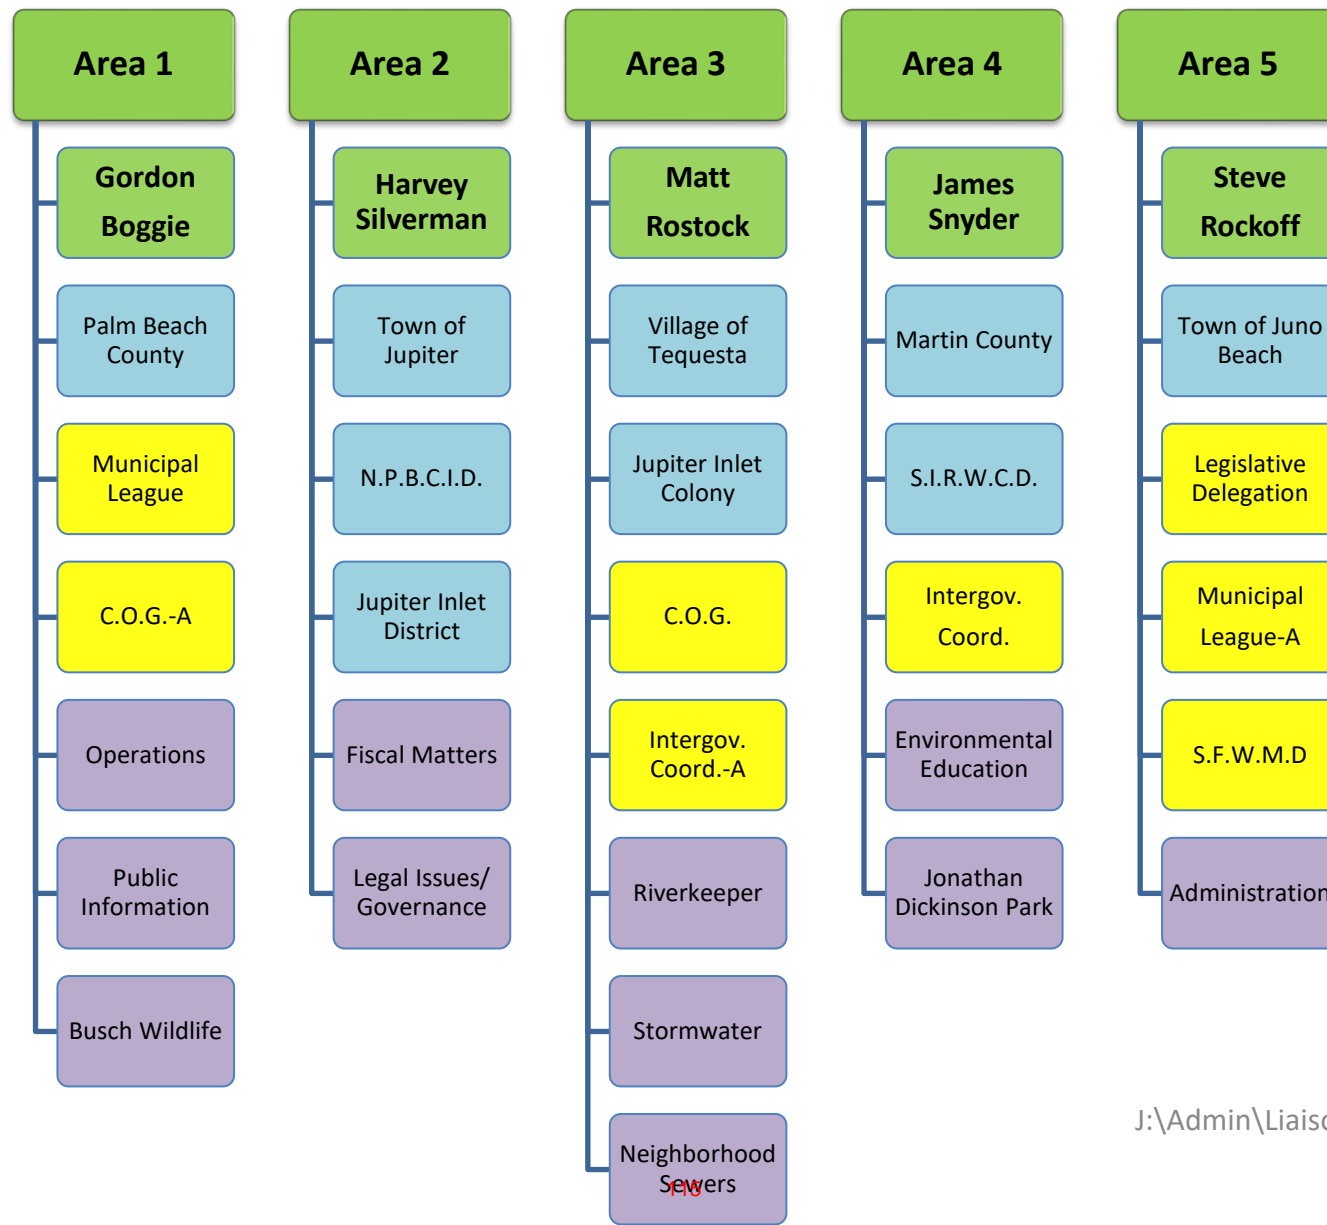 Area 1
Gordon
Boggie
Palm Beach
County
Municipal
League
C.O.G.-A
Operations
Public
Information
Busch Wildlife
Area 2
Harvey
Silverman
Town of
Jupiter
N.P.B.C.I.D.
Jupiter Inlet
District
Fiscal Matters
Legal Issues/
Governance
Area 3
Matt
Rostock
Village of
Tequesta
Jupiter Inlet
Colony
C.O.G.
Intergov.
Coord.-A
Riverkeeper
Stormwater
Neighborhood
Sewers
115
Area 4
James
Snyder
Martin County
S.I.R.W.C.D.
Intergov.
Coord.
Environmental
Education
Jonathan
Dickinson Park
Area 5
Steve
Rockoff
Town of Juno
Beach
Legislative
Delegation
Municipal
League-A
S.F.W.M.D
Administration
J:\Admin\Liaiso